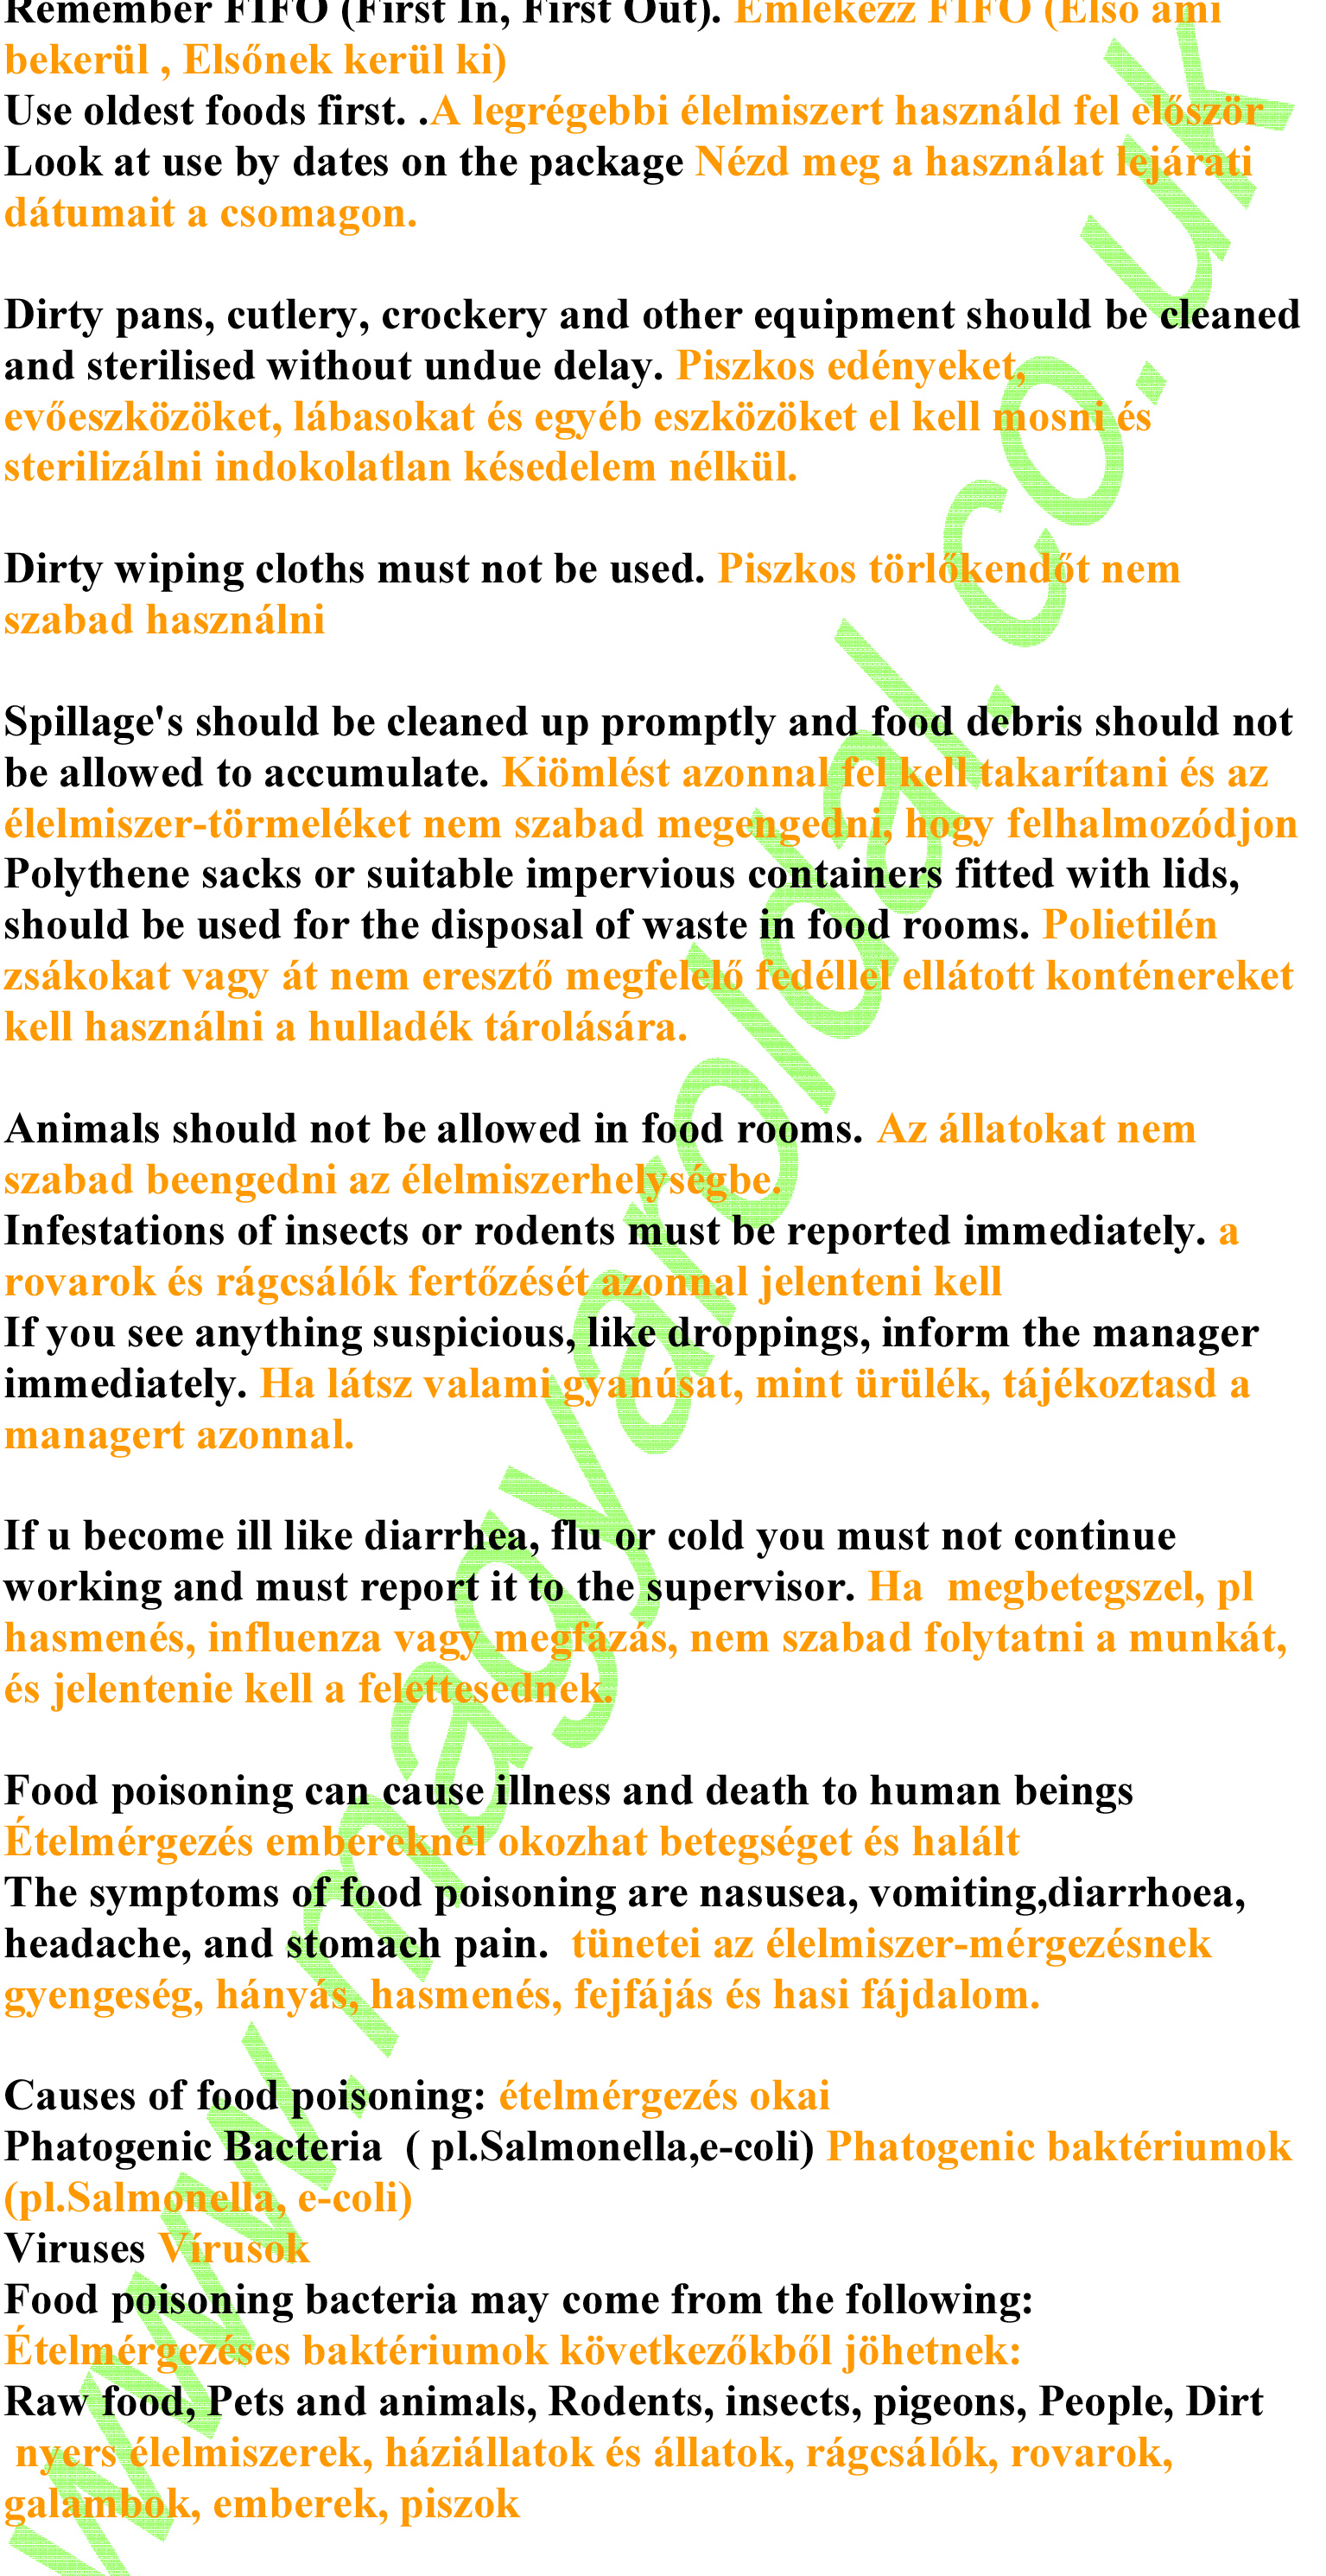 Remember FIFO (First In, First Out). Emlékezz FIFO (Első ami
bekerül , Elsőnek kerül ki)
Use oldest foods first. .A legrégebbi élelmiszert használd fel először
Look at use by dates on the package Nézd meg a használat lejárati
dátumait a csomagon.
Dirty pans, cutlery, crockery and other equipment should be cleaned
and sterilised without undue delay. Piszkos edényeket,
evőeszközöket, lábasokat és egyéb eszközöket el kell mosni és
sterilizálni indokolatlan késedelem nélkül.
Dirty wiping cloths must not be used. Piszkos törlőkendőt nem
szabad használni
Spillage's should be cleaned up promptly and food debris should not
be allowed to accumulate. Kiömlést azonnal fel kell takarítani és az
élelmiszer-törmeléket nem szabad megengedni, hogy felhalmozódjon
Polythene sacks or suitable impervious containers fitted with lids,
should be used for the disposal of waste in food rooms. Polietilén
zsákokat vagy át nem eresztő megfelelő fedéllel ellátott konténereket
kell használni a hulladék tárolására.
Animals should not be allowed in food rooms. Az állatokat nem
szabad beengedni az élelmiszerhelységbe.
Infestations of insects or rodents must be reported immediately. a
rovarok és rágcsálók fertőzését azonnal jelenteni kell
If you see anything suspicious, like droppings, inform the manager
immediately. Ha látsz valami gyanúsat, mint ürülék, tájékoztasd a
managert azonnal.
If u become ill like diarrhea, flu or cold you must not continue
working and must report it to the supervisor. Ha  megbetegszel, pl
hasmenés, influenza vagy megfázás, nem szabad folytatni a munkát,
és jelentenie kell a felettesednek.
Food poisoning can cause illness and death to human beings
Ételmérgezés embereknél okozhat betegséget és halált
The symptoms of food poisoning are nasusea, vomiting,diarrhoea,
headache, and stomach pain.  tünetei az élelmiszer-mérgezésnek
gyengeség, hányás, hasmenés, fejfájás és hasi fájdalom.
Causes of food poisoning: ételmérgezés okai
Phatogenic Bacteria  ( pl.Salmonella,e-coli) Phatogenic baktériumok
(pl.Salmonella, e-coli)
Viruses Vírusok
Food poisoning bacteria may come from the following:
Ételmérgezéses baktériumok következőkből jöhetnek:
Raw food, Pets and animals, Rodents, insects, pigeons, People, Dirt
nyers élelmiszerek, háziállatok és állatok, rágcsálók, rovarok,
galambok, emberek, piszok
www.magyaroldal.co.uk